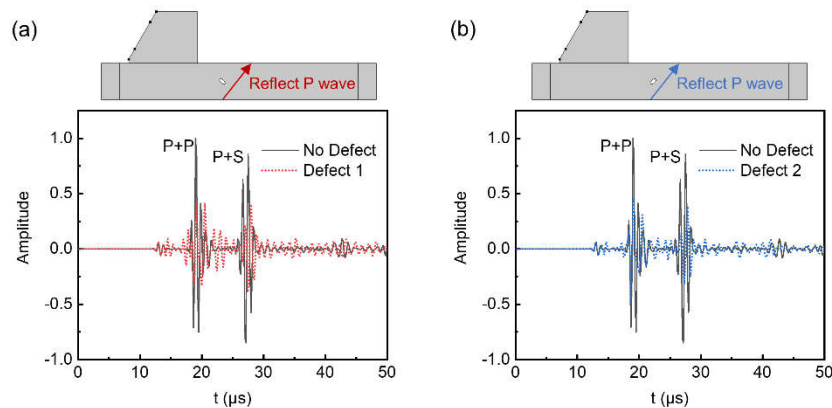 (a)
Reflect P wave
P+P
P+S
No Defect
Defect 1
Amplitude
1.0
0.5
0.0
-0.5
-1.0
0 10 20 30 40 50
t (μs)
(b)
Reflect P wave
P+P
P+S
No Defect
Defect 2
Amplitude
1.0
0.5
0.0
-0.5
-1.0
0 10 20 30 40 50
t (μs)